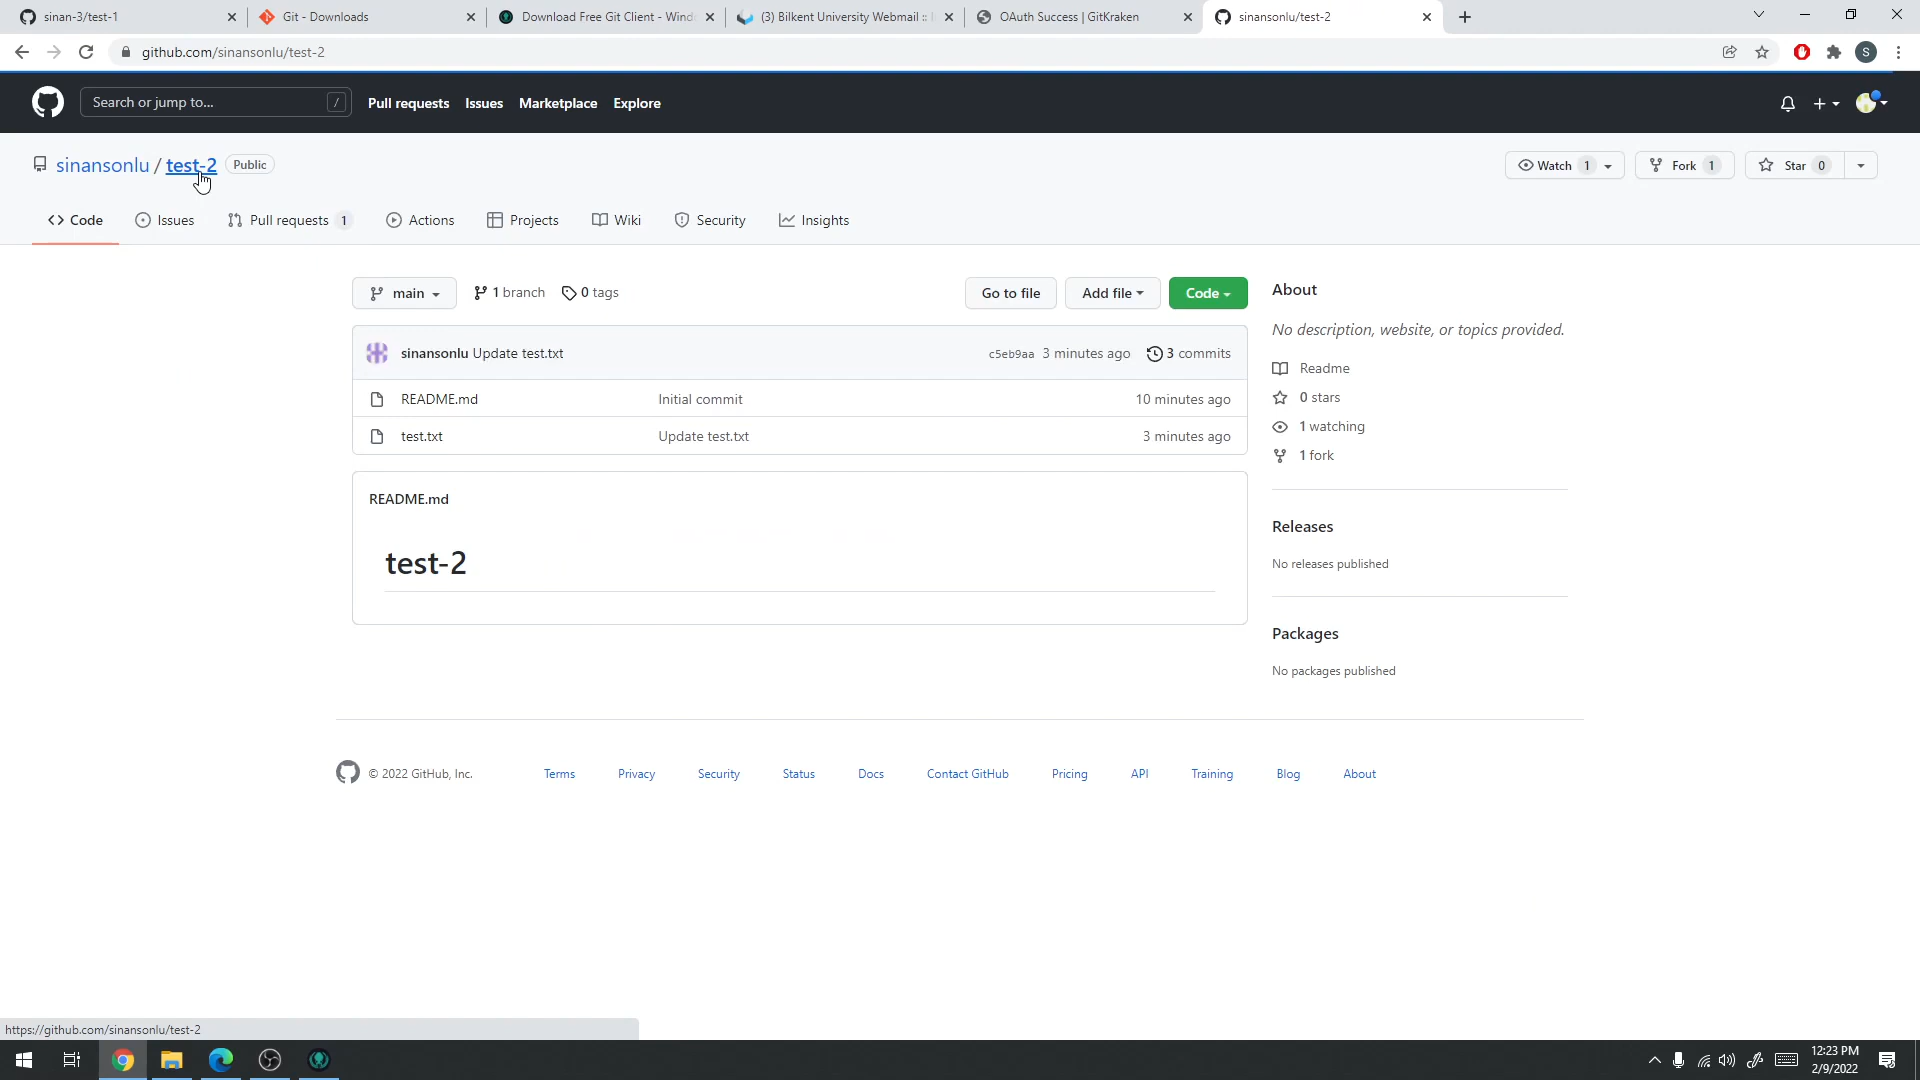 sinan-3/test-1
Git - Downloads
Download Free Git Client - Wind
(3) Bilkent University Webmail ::
OAuth Success | GitKraken
sinansonlu/test-2
github.com/sinansonlu/test-2
S
Search or jump to...
/
Pull requests
Issues
Marketplace
Explore
sinansonlu / test-2
Public
Watch 1
Fork 1
Star 0
Code
Issues
Pull requests 1
Actions
Projects
Wiki
Security
Insights
main
1 branch
0 tags
Go to file
Add file
Code
About
sinansonlu Update test.txt
c5eb9aa 3 minutes ago
3 commits
No description, website, or topics provided.
README.md
Initial commit
10 minutes ago
test.txt
Update test.txt
3 minutes ago
Readme
0 stars
1 watching
1 fork
README.md
test-2
Releases
No releases published
Packages
No packages published
© 2022 GitHub, Inc.
Terms
Privacy
Security
Status
Docs
Contact GitHub
Pricing
API
Training
Blog
About
https://github.com/sinansonlu/test-2
12:23 PM
2/9/2022